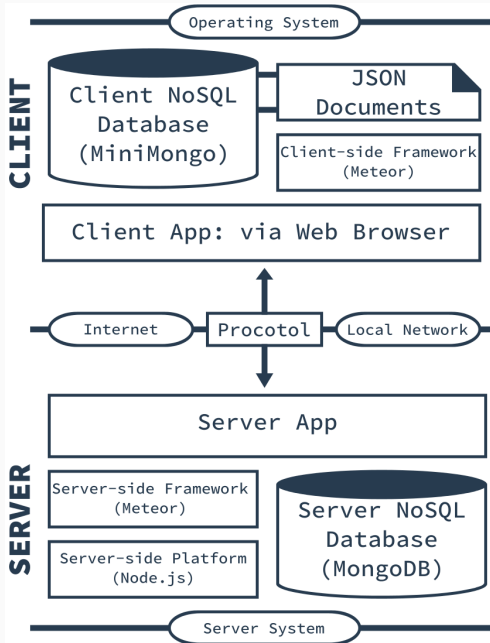 Operating System
CLIENT
Client NoSQL
Database
(MiniMongo)
JSON
Documents
Client-side Framework
(Meteor)
Client App: via Web Browser
Internet
Procotol
Local Network
Server App
SERVER
Server-side Framework
(Meteor)
Server-side Platform
(Node.js)
Server NoSQL
Database
(MongoDB)
Server System